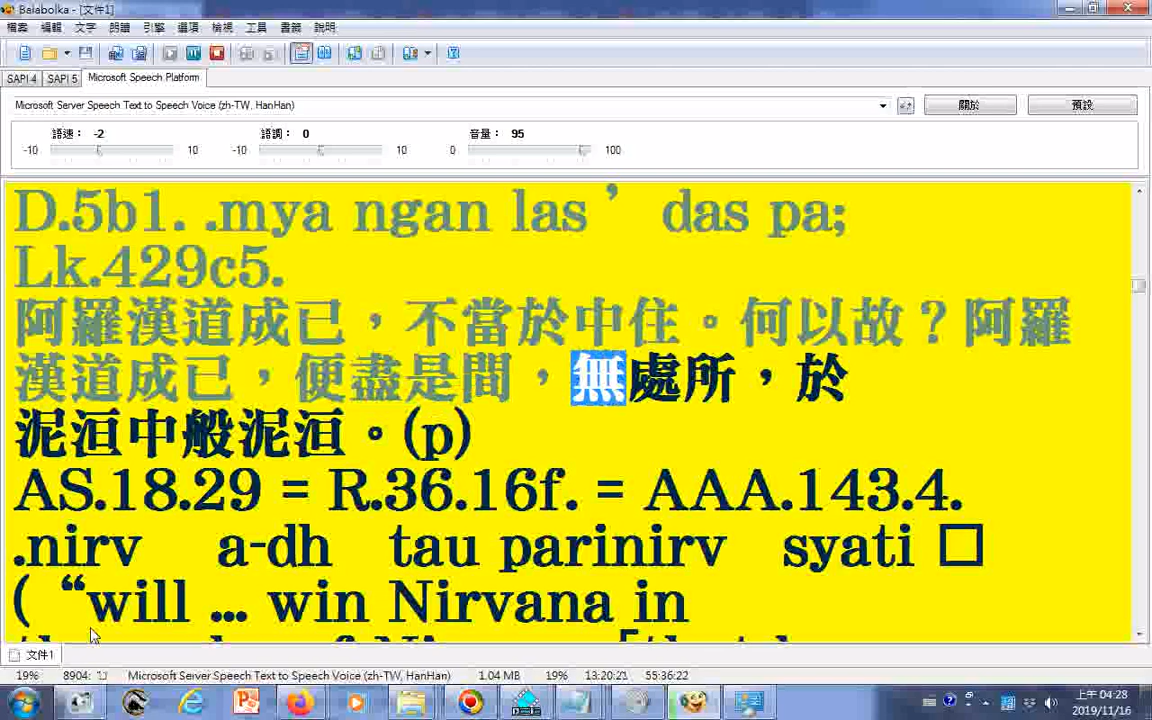 Balabolka - [文件1]
檔案 編輯 文字 朗讀 引擎 選項 檢視 工具 書籤 說明
SAPI 4 SAPI 5 Microsoft Speech Platform
Microsoft Server Speech Text to Speech Voice (zh-TW, HanHan) 關於 預設
語速： -2 語調： 0 音量： 95
-10 10 -10 10 0 100
D.5b1. .mya ngan las ’ das pa;
Lk.429c5.
阿羅漢道成已，不當於中住。何以故？阿羅
漢道成已，便盡是間，無處所，於
泥洹中般泥洹。(p)
AS.18.29 = R.36.16f. = AAA.143.4.
.nirv a-dh tau parinirv syati □
( “will ... win Nirvana in
文件1
19% Microsoft Server Speech Text to Speech Voice (zh-TW, HanHan) 1.04 MB 19% 13:20:21 55:36:22
上午 04:28
2019/11/16